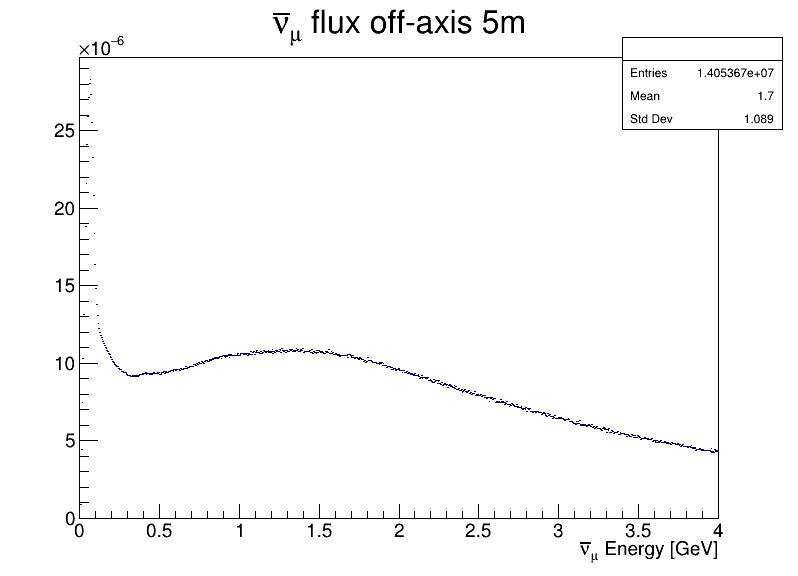 ν̅μ flux off-axis 5m
×10⁻⁶
Entries 1.405367e+07
Mean 1.7
Std Dev 1.089
25
20
15
10
5
0
0 0.5 1 1.5 2 2.5 3 3.5 4
ν̅μ Energy [GeV]